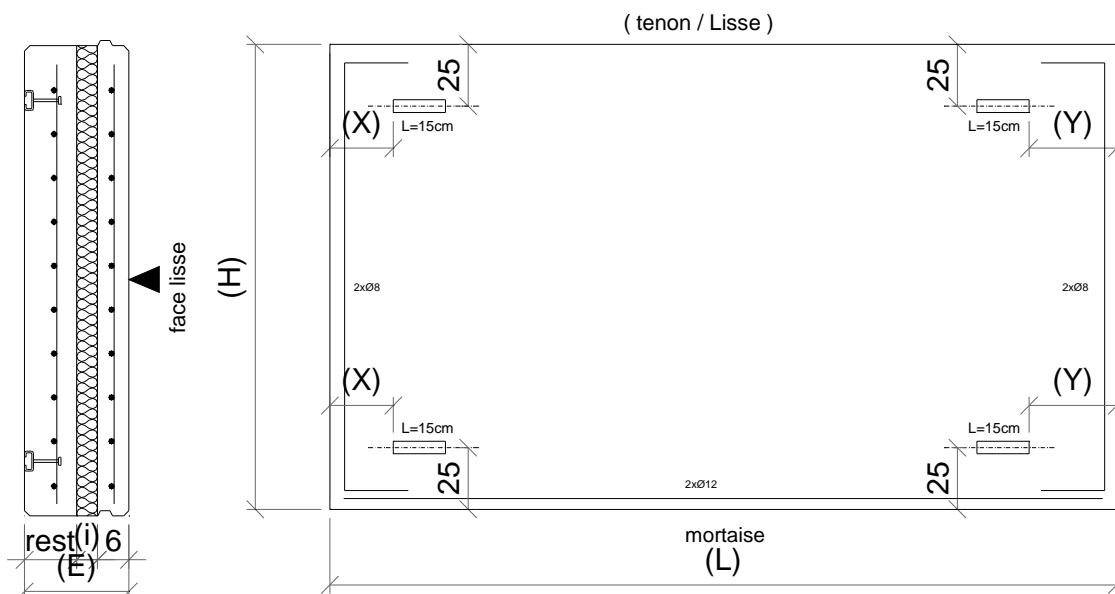 ( tenon / Lisse )
25
25
(X)
L=15cm
L=15cm
(Y)
face lisse
(H)
2xØ8
2xØ8
(X)
(Y)
L=15cm
L=15cm
25
25
2xØ12
rest
(i)
6
(E)
mortaise
(L)